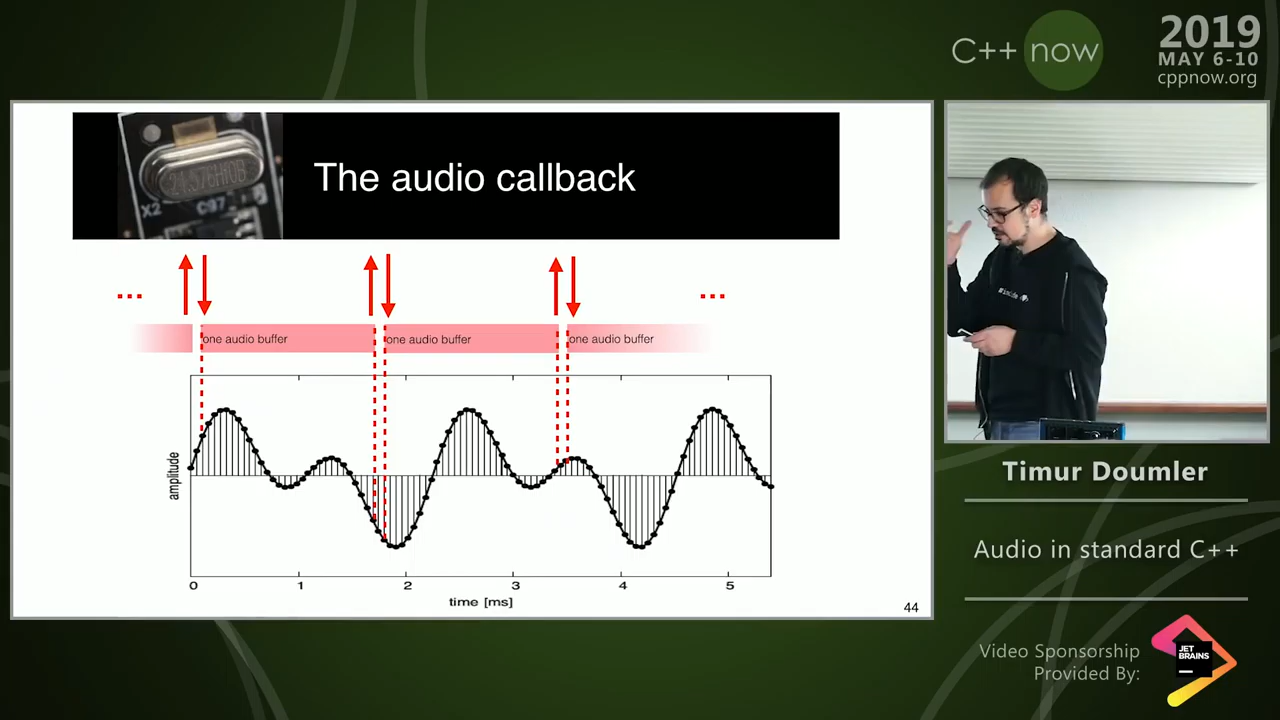 C++ now
2019
MAY 6-10
cppnow.org
The audio callback
X2
...
...
one audio buffer
one audio buffer
one audio buffer
amplitude
0 1 2 3 4 5
time [ms]
44
Timur Doumler
Audio in standard C++
Video Sponsorship
Provided By:
JET
BRAINS